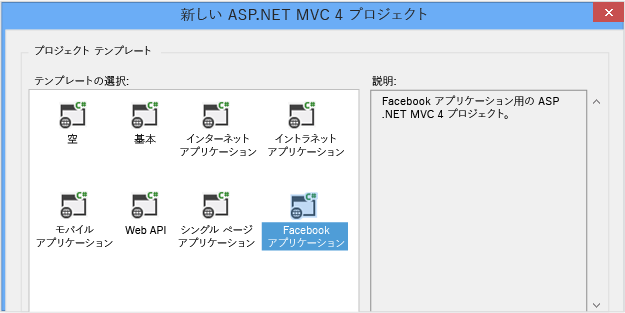 新しい ASP.NET MVC 4 プロジェクト
プロジェクト テンプレート
テンプレートの選択:
説明:
C# C# C# C#
空 基本 インターネット イントラネット
アプリケーション アプリケーション
Facebook アプリケーション用の ASP
.NET MVC 4 プロジェクト。
C# C# C# C#
モバイル Web API シングル ページ Facebook
アプリケーション アプリケーション アプリケーション